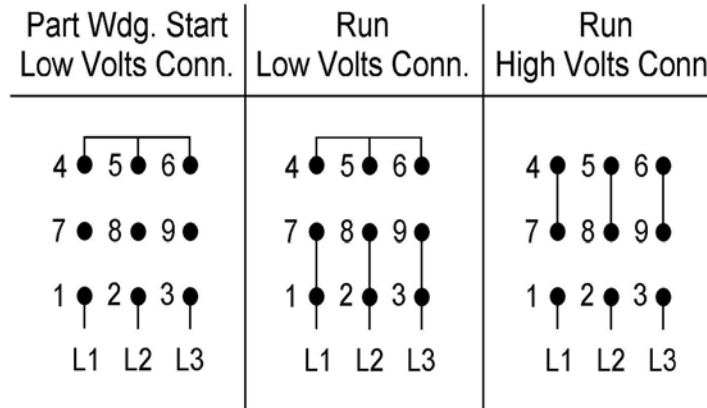 Part Wdg. Start
Low Volts Conn.
4 5 6
7 8 9
1 2 3
L1 L2 L3
Run
Low Volts Conn.
4 5 6
7 8 9
1 2 3
L1 L2 L3
Run
High Volts Conn
4 5 6
7 8 9
1 2 3
L1 L2 L3